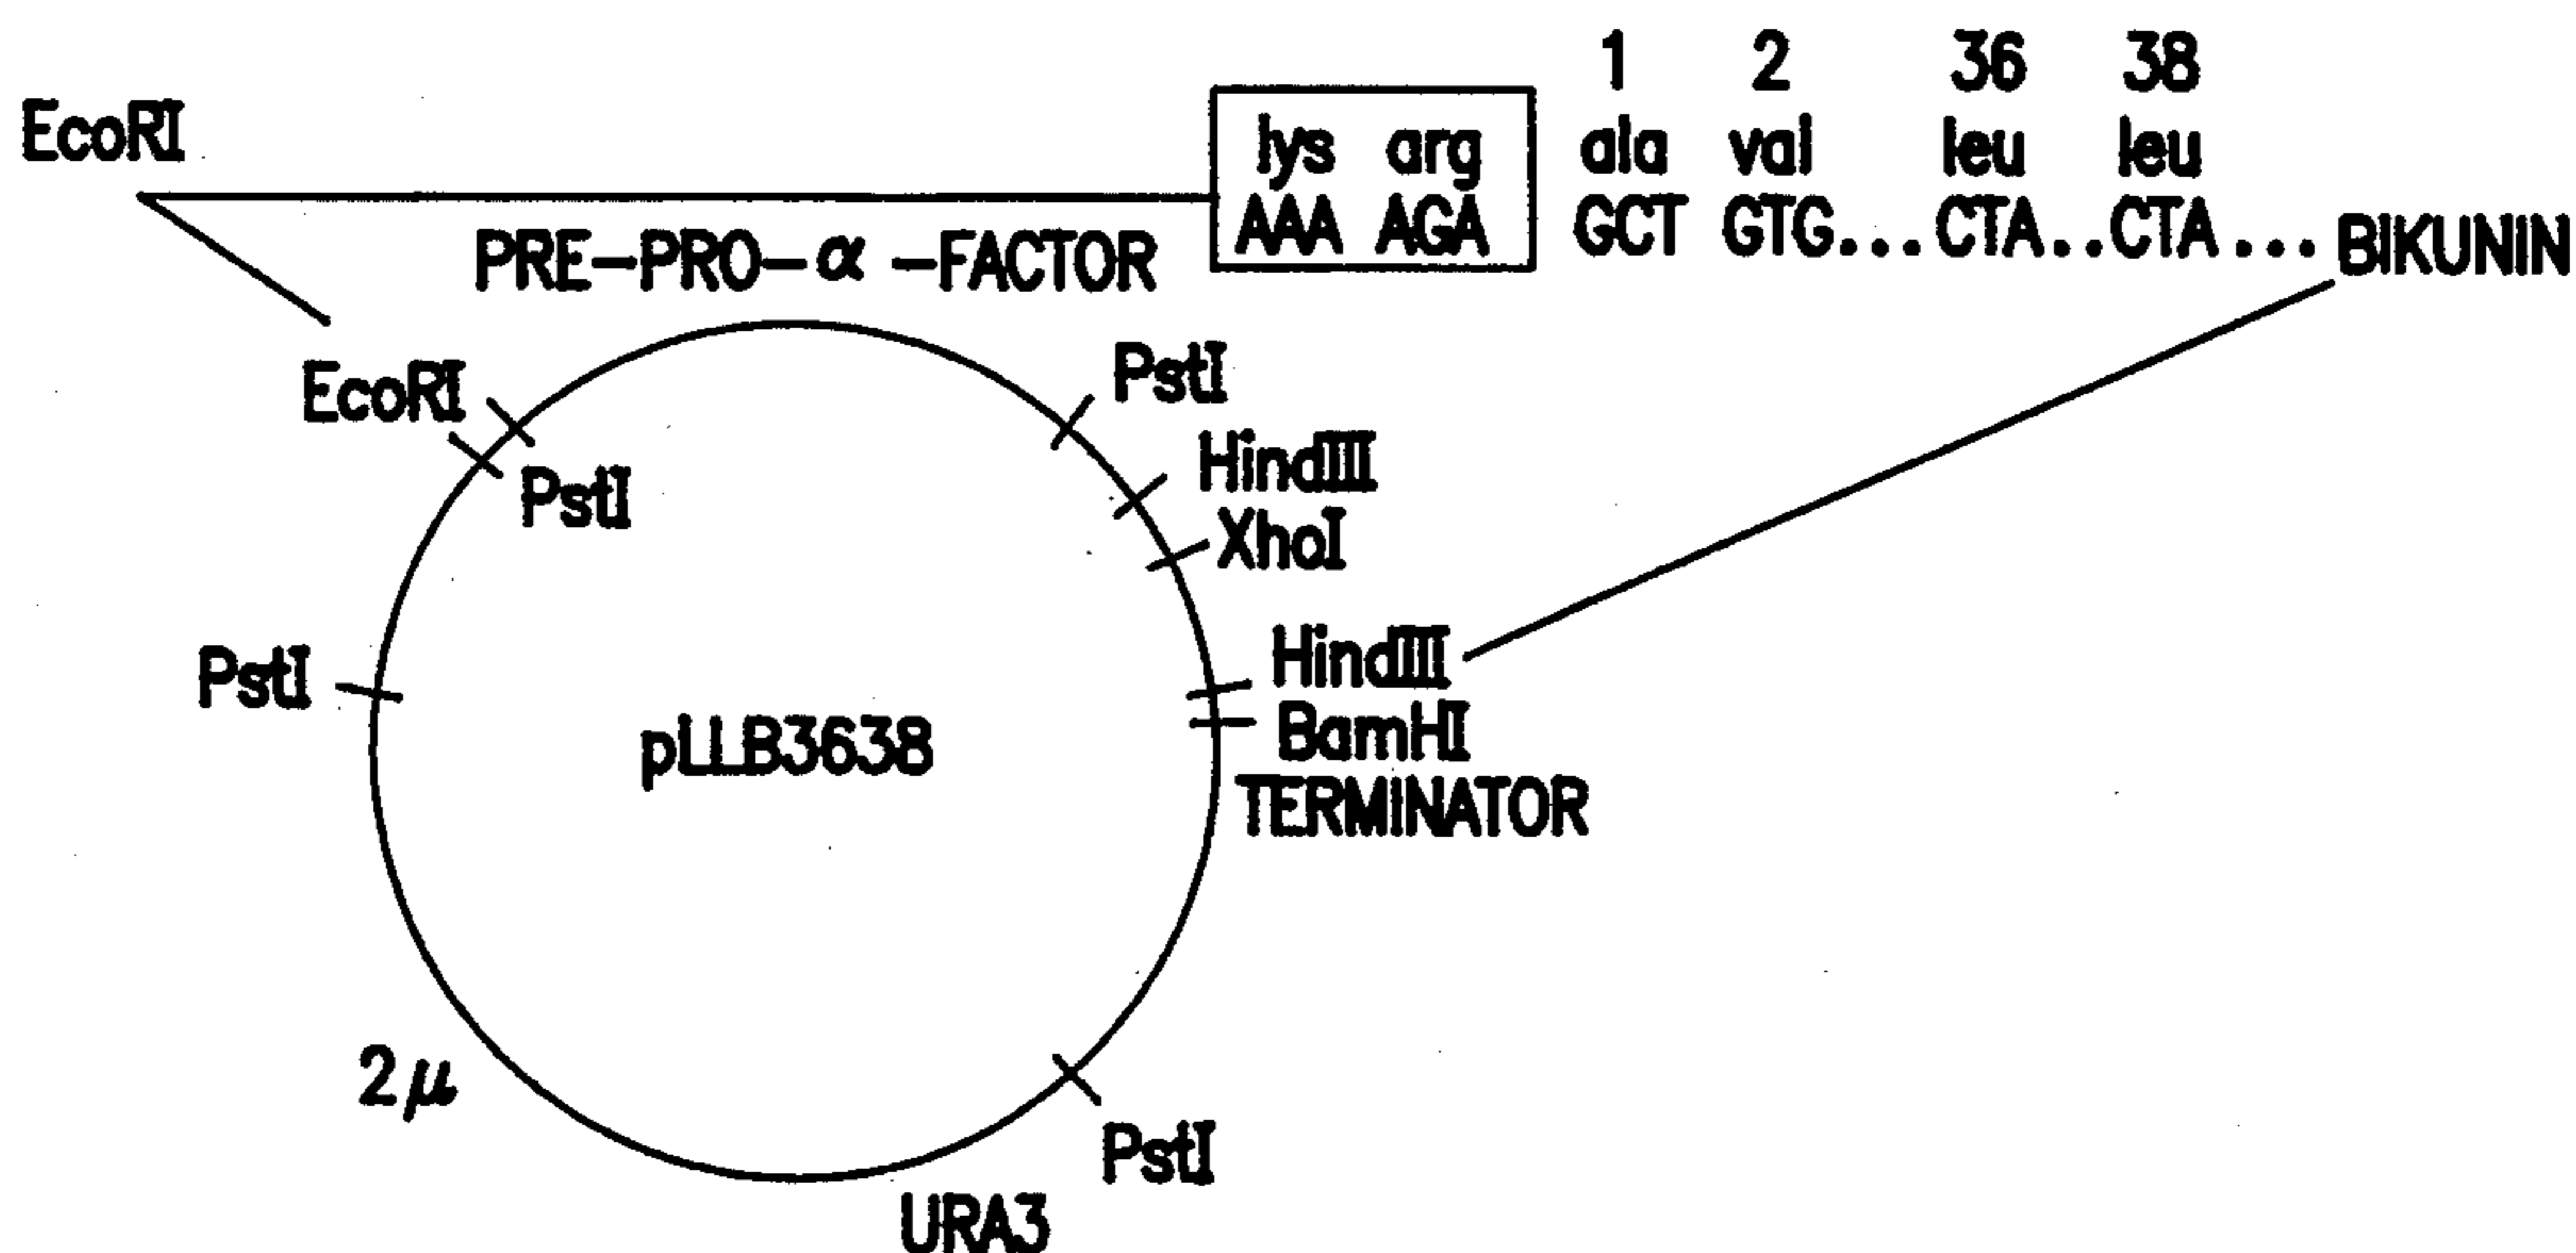 1 2 36 38
EcoRI
lys arg ala val leu leu
AAA AGA GCT GTG...CTA..CTA...BIKUNIN
PRE-PRO-α-FACTOR
PstI
EcoRI
HindIII
PstI
XhoI
HindIII
PstI
BamHI
pLLB3638
TERMINATOR
2μ
PstI
URA3